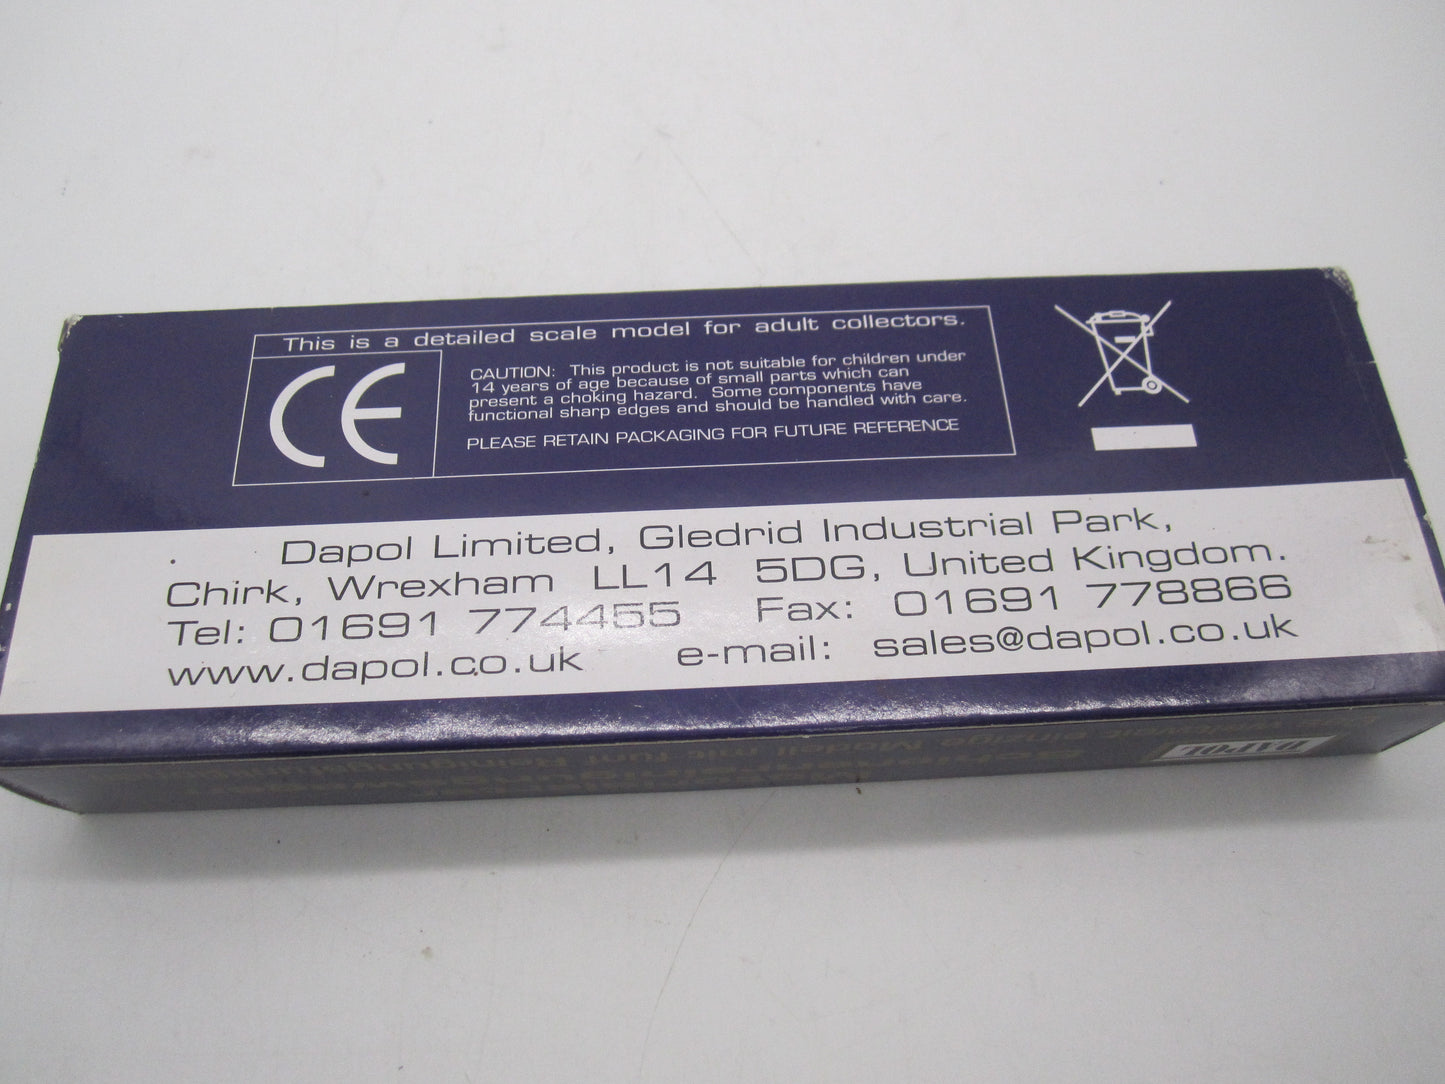 This is a detailed scale model for adult collectors.
CE
CAUTION: This product is not suitable for children under
14 years of age because of small parts which can
present a choking hazard. Some components have
functional sharp edges and should be handled with care.
PLEASE RETAIN PACKAGING FOR FUTURE REFERENCE
Dapol Limited, Gledrid Industrial Park,
Chirk, Wrexham LL14 5DG, United Kingdom.
Tel: 01691 774455 Fax: 01691 778866
www.dapol.co.uk e-mail: sales@dapol.co.uk
DAPOL